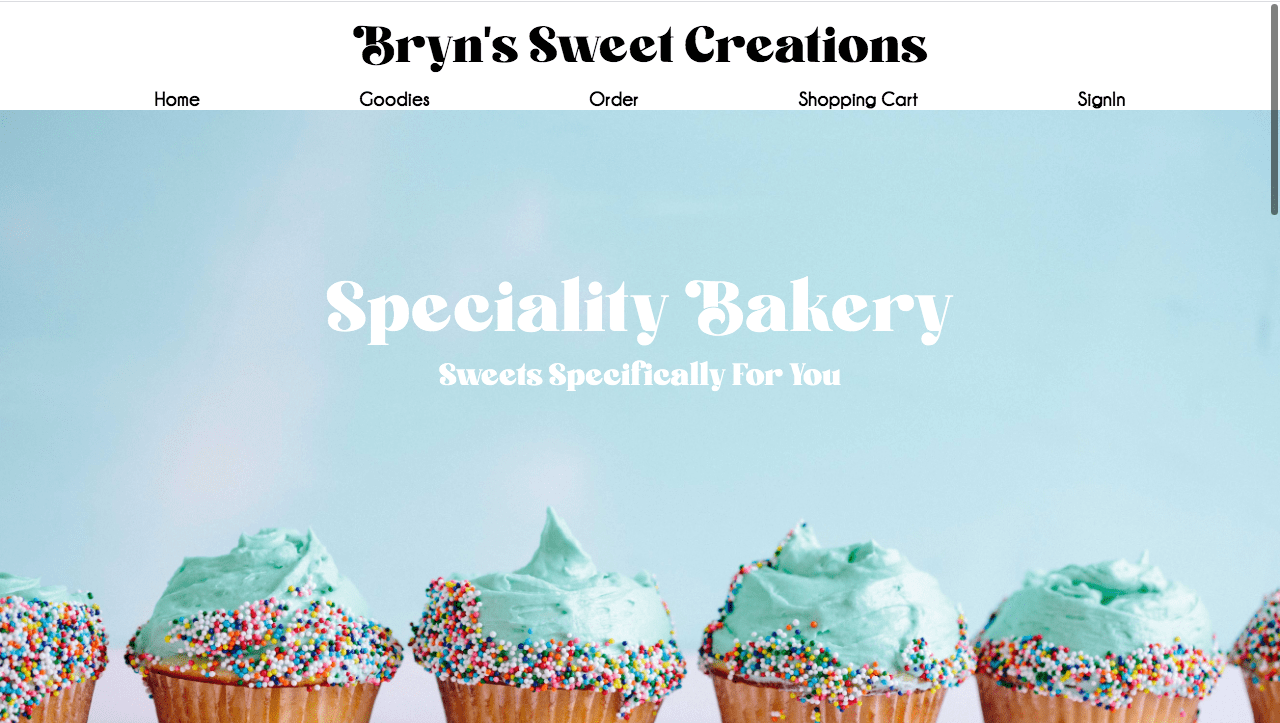 Bryn's Sweet Creations
Home Goodies Order Shopping Cart SignIn
Speciality Bakery
Sweets Specifically For You